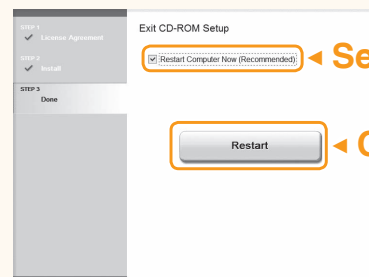 STEP 1
License Agreement
STEP 2
Install
STEP 3
Done
Exit CD-ROM Setup
Restart Computer Now (Recommended)
Se
Restart
C